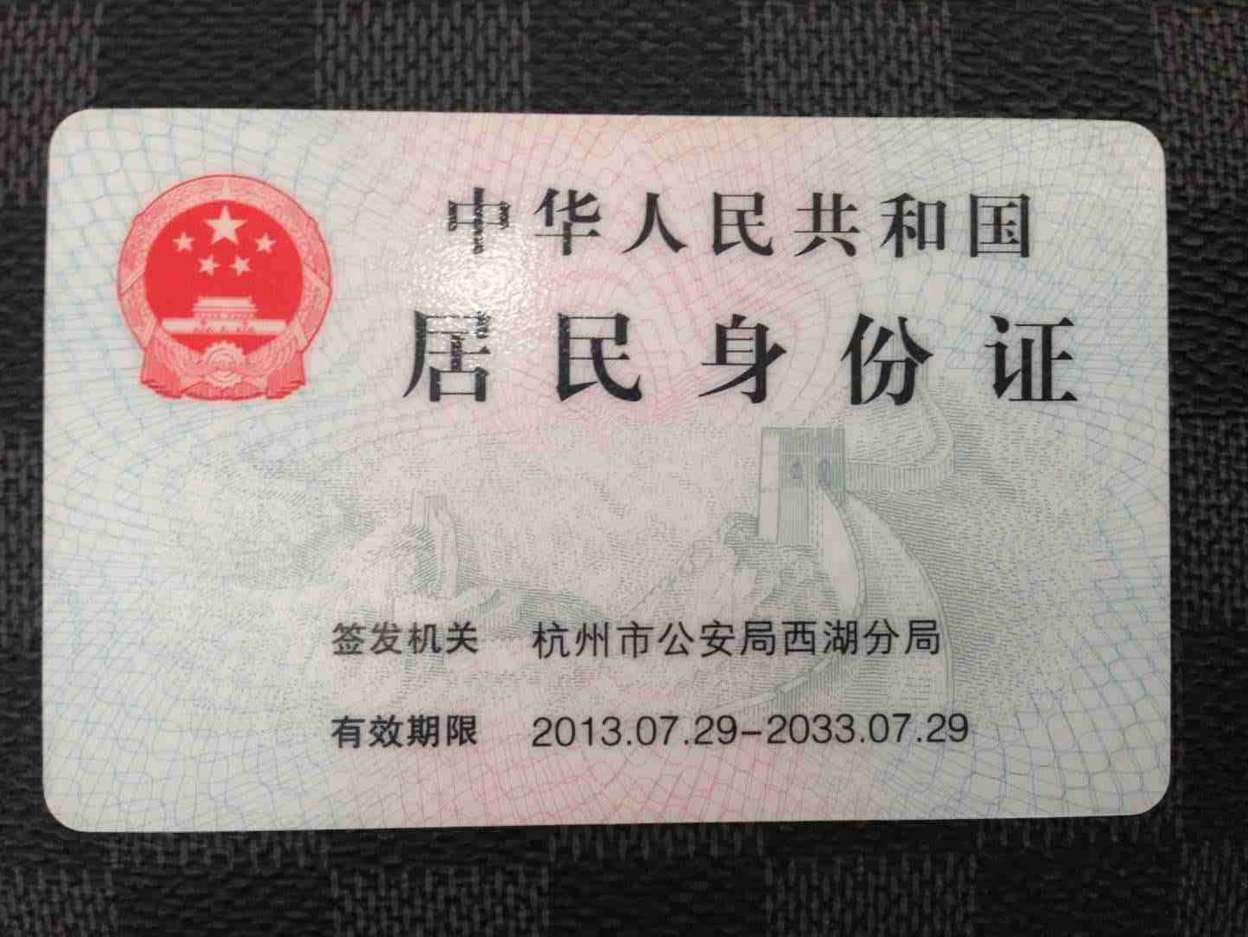 中华人民共和国
居民身份证
签发机关 杭州市公安局西湖分局
有效期限 2013.07.29-2033.07.29